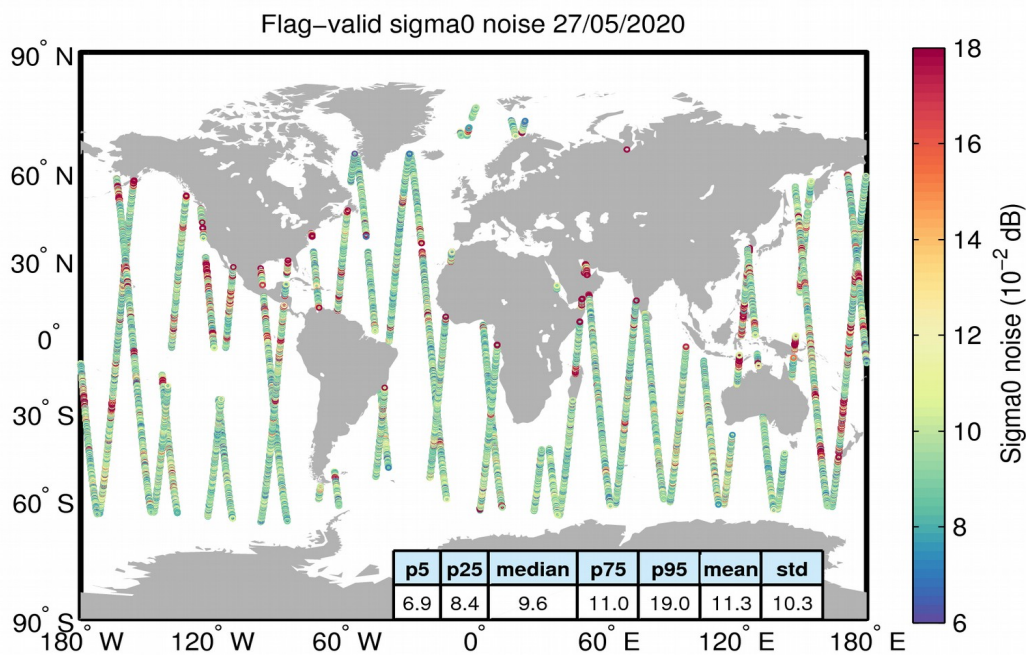 Flag−valid sigma0 noise 27/05/2020
90° N
60° N
30° N
0°
30° S
60° S
90° S
180° W 120° W 60° W 0° 60° E 120° E 180° E
p5 p25 median p75 p95 mean std
6.9 8.4 9.6 11.0 19.0 11.3 10.3
18
16
14
12
10
8
6
Sigma0 noise (10⁻² dB)